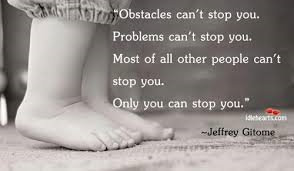 “Obstacles can’t stop you.
Problems can’t stop you.
Most of all other people can’t
stop you.
Only you can stop you.”
idlehearts.com
~Jeffrey Gitome